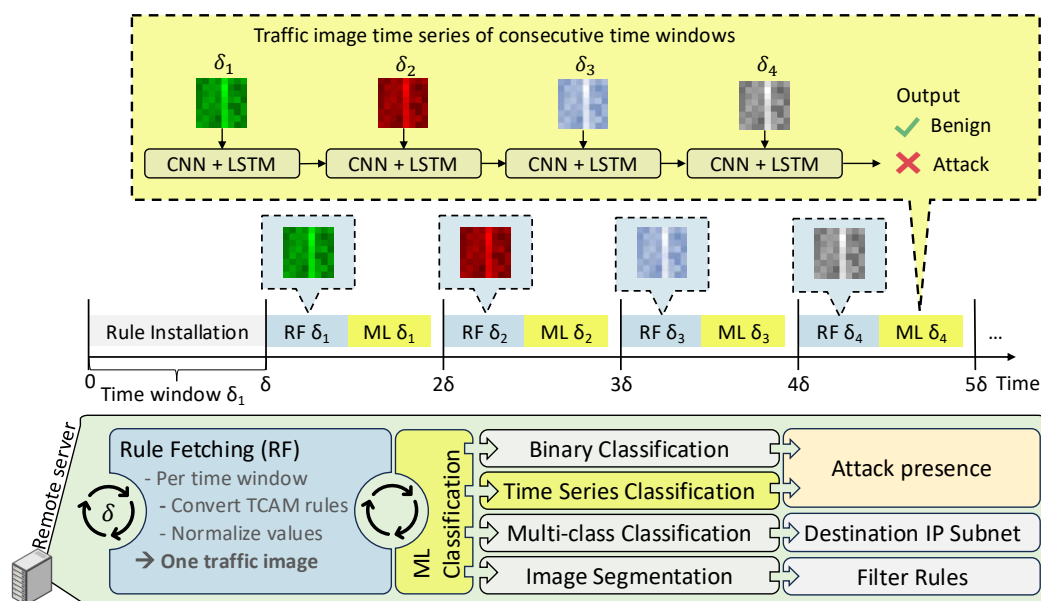 Traffic image time series of consecutive time windows
δ1 δ2 δ3 δ4
Output
Benign
Attack
CNN + LSTM CNN + LSTM CNN + LSTM CNN + LSTM
Rule Installation RF δ1 ML δ1 RF δ2 ML δ2 RF δ3 ML δ3 RF δ4 ML δ4 ...
0 δ 2δ 3δ 4δ 5δ Time
Time window δ1
Remote server
Rule Fetching (RF)
- Per time window
- Convert TCAM rules
- Normalize values
→ One traffic image
δ
ML
Classification
Binary Classification
Time Series Classification
Multi-class Classification
Image Segmentation
Attack presence
Destination IP Subnet
Filter Rules